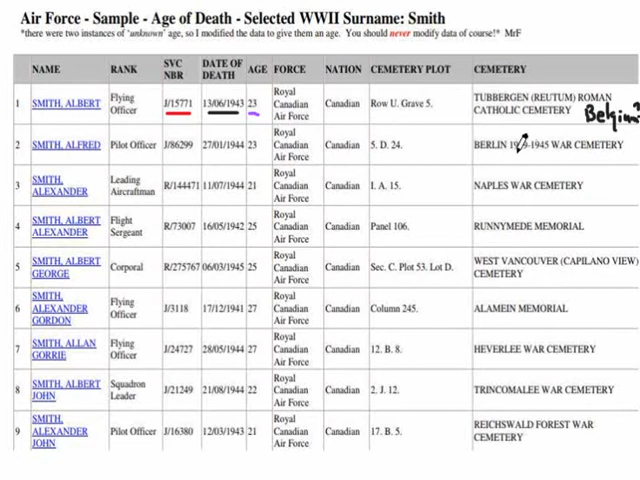 Air Force - Sample - Age of Death - Selected WWII Surname: Smith
*there were two instances of 'unknown' age, so I modified the data to give them an age. You should never modify data of course!* MrF
NAME RANK SVC NBR DATE OF DEATH AGE FORCE NATION CEMETERY PLOT CEMETERY
1 SMITH, ALBERT Flying Officer J/15771 13/06/1943 23 Royal Canadian Air Force Canadian Row U. Grave 5. TUBBERGEN (REUTUM) ROMAN CATHOLIC CEMETERY Belgium?
2 SMITH, ALFRED Pilot Officer J/86299 27/01/1944 23 Royal Canadian Air Force Canadian 5. D. 24. BERLIN 1939-1945 WAR CEMETERY
3 SMITH, ALEXANDER Leading Aircraftman R/144471 11/07/1944 21 Royal Canadian Air Force Canadian I. A. 15. NAPLES WAR CEMETERY
4 SMITH, ALBERT ALEXANDER Flight Sergeant R/73007 16/05/1942 25 Royal Canadian Air Force Canadian Panel 106. RUNNYMEDE MEMORIAL
5 SMITH, ALBERT GEORGE Corporal R/275767 06/03/1945 25 Royal Canadian Air Force Canadian Sec. C. Plot 53. Lot D. WEST VANCOUVER (CAPILANO VIEW) CEMETERY
6 SMITH, ALEXANDER GORDON Flying Officer J/3118 17/12/1941 27 Royal Canadian Air Force Canadian Column 245. ALAMEIN MEMORIAL
7 SMITH, ALLAN GORRIE Flying Officer J/24727 28/05/1944 27 Royal Canadian Air Force Canadian 12. B. 8. HEVERLEE WAR CEMETERY
8 SMITH, ALBERT JOHN Squadron Leader J/21249 21/08/1944 22 Royal Canadian Air Force Canadian 2. J. 12. TRINCOMALEE WAR CEMETERY
9 SMITH, ALEXANDER JOHN Pilot Officer J/16380 12/03/1943 21 Royal Canadian Air Force Canadian 17. B. 5. REICHSWALD FOREST WAR CEMETERY